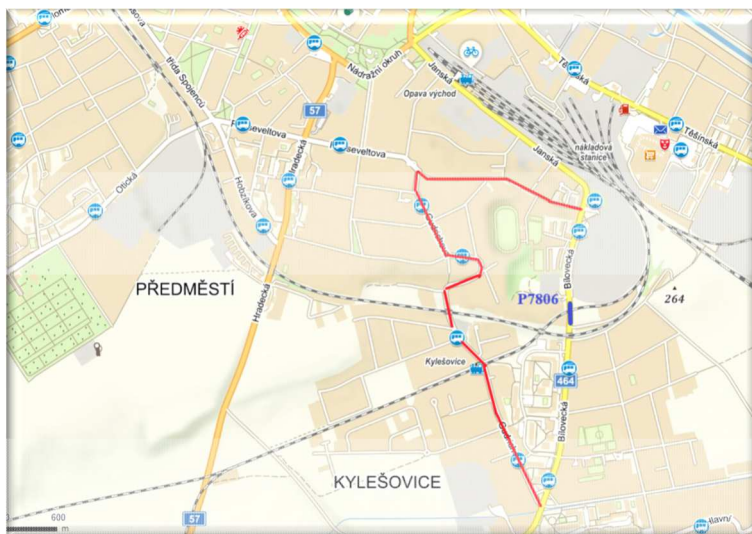 třída Spojenců
Nádražní okruh
57
Janská
Opava východ
Těšínská
Těšínská
nákladová
stanice
Janská
Rooseveltova
Hradecká
Otická
Hobzíkova
PŘEDMĚSTÍ
Hradecká
Bílovecká
P7806
264
Kylešovice
464
Bílovecká
KYLEŠOVICE
600
m
57